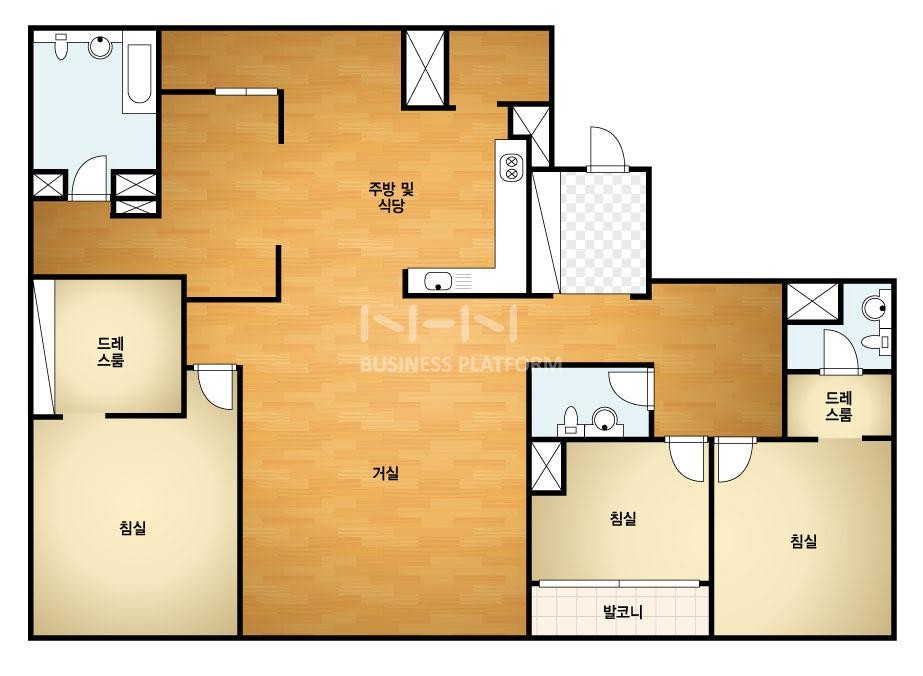 주방 및
식당
NHN
BUSINESS PLATFORM
드레
스룸
드레
스룸
거실
침실
침실
침실
발코니